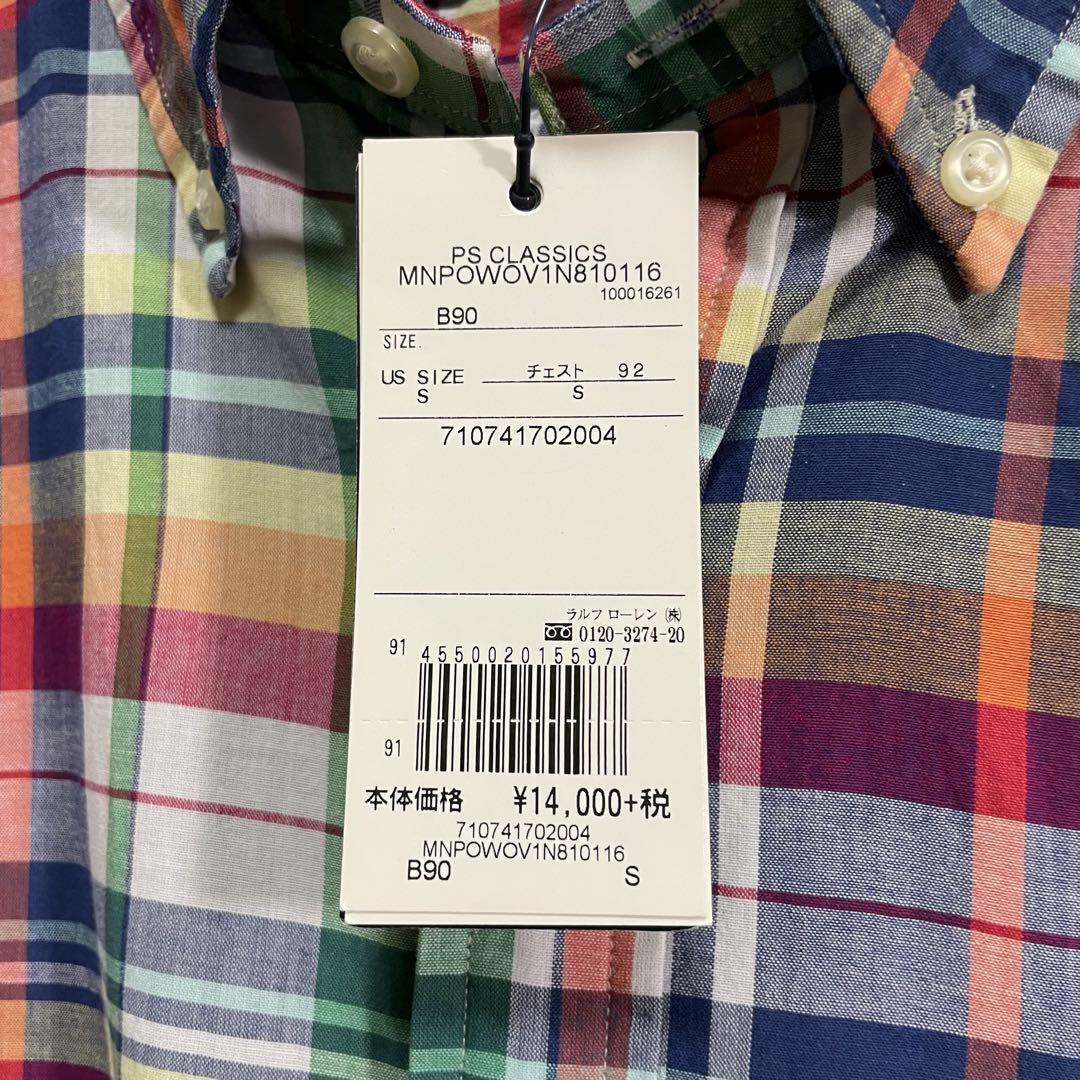 PS CLASSICS
MNPOWOV1N810116
100016261
B90
SIZE.
US SIZE チェスト 92
S S
710741702004
ラルフ ローレン ㈱
0120-3274-20
91 4550020155977
91
本体価格 ¥14,000+税
710741702004
MNPOWOV1N810116
B90 S